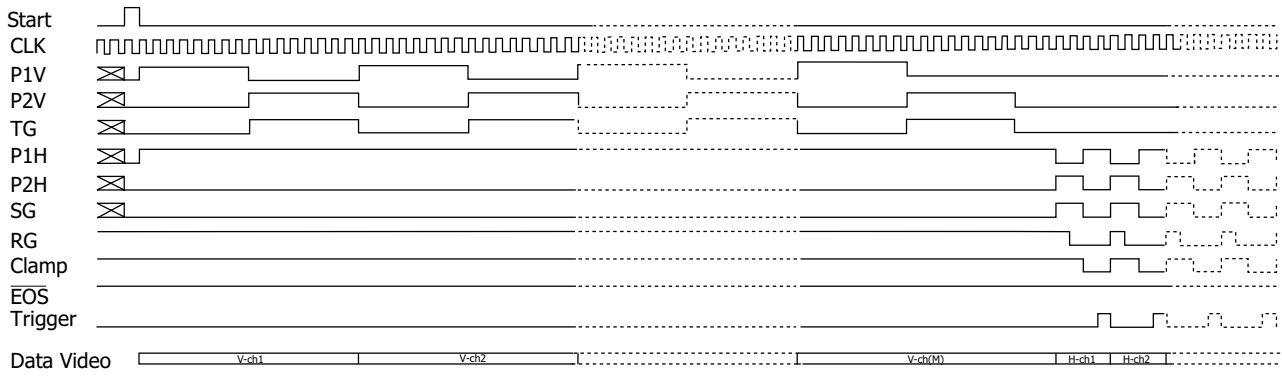 Start
CLK
P1V
P2V
TG
P1H
P2H
SG
RG
Clamp
EOS
Trigger
Data Video V-ch1 V-ch2 V-ch(M) H-ch1 H-ch2